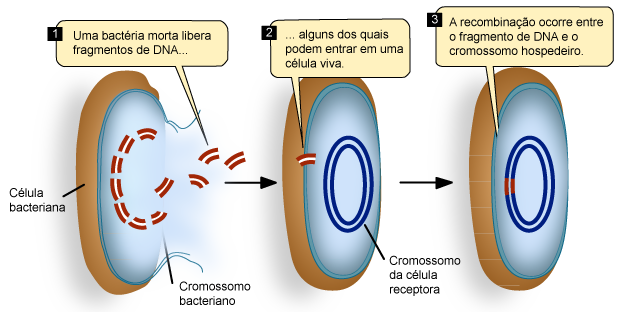 1
Uma bactéria morta libera
fragmentos de DNA...
2
... alguns dos quais
podem entrar em uma
célula viva.
3
A recombinação ocorre entre
o fragmento de DNA e o
cromossomo hospedeiro.
Célula
bacteriana
Cromossomo
bacteriano
Cromossomo
da célula
receptora